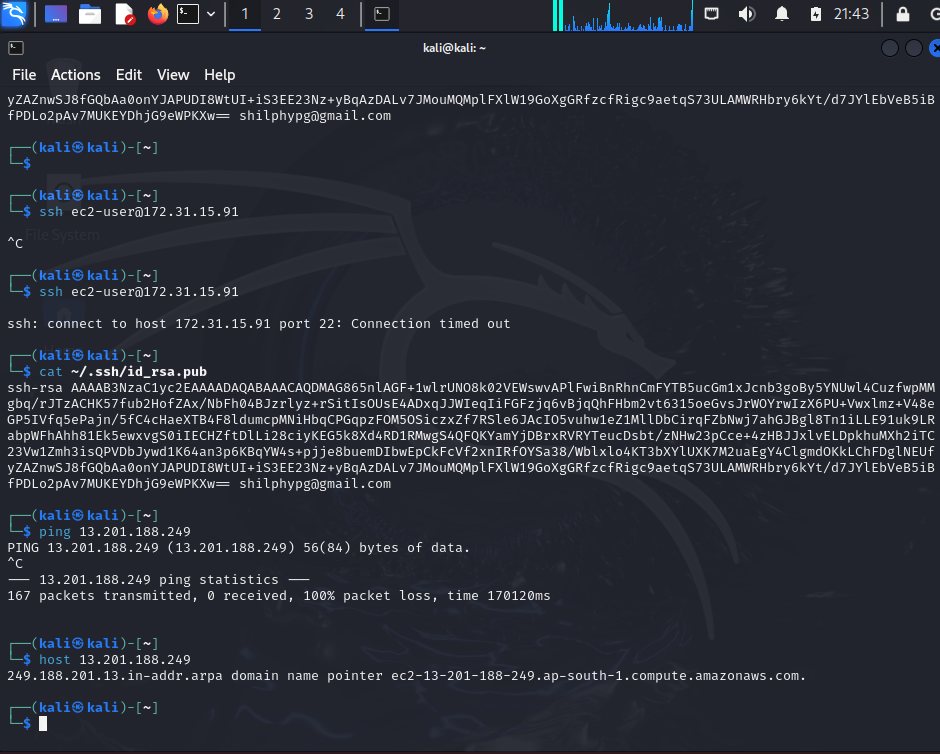 1 2 3 4 21:43
kali@kali: ~
File Actions Edit View Help
yZAZnwSJ8fGQbAa0onYJAPUDI8WtUI+iS3EE23Nz+yBqAzDALv7JMouMQMplFXlW19GoXgGRfzcfRigc9aetqS73ULAMWRHbry6kYt/d7JYlEbVeB5iB
fPDLo2pAv7MUKEYDhjG9eWPKXw== shilphypg@gmail.com
┌──(kali㉿kali)-[~]
└─$
┌──(kali㉿kali)-[~]
└─$ ssh ec2-user@172.31.15.91
File System
^C
┌──(kali㉿kali)-[~]
└─$ ssh ec2-user@172.31.15.91
ssh: connect to host 172.31.15.91 port 22: Connection timed out
┌──(kali㉿kali)-[~]
└─$ cat ~/.ssh/id_rsa.pub
ssh-rsa AAAAB3NzaC1yc2EAAAADAQABAAACAQDMAG865nlAGF+1wlrUNO8k02VEWswvAPlFwiBnRhnCmFYTB5ucGm1xJcnb3goBy5YNUwl4CuzfwpMM
gbq/rJTzACHK57fub2HofZAx/NbFh04BJzrlyz+rSitIsOUsE4ADxqJJWIeqIiFGFzjq6vBjqQhFHbm2vt6315oeGvsJrWOYrwIzX6PU+Vwxlmz+V48e
GP5IVfq5ePajn/5fC4cHaeXTB4F8ldumcpMNiHbqCPGqpzFOM5OSiczxZf7RSle6JAcIO5vuhw1eZ1MllDbCirqFZbNwj7ahGJBgl8Tn1iLLE91uk9LR
abpWFhAhh81Ek5ewxvgS0iIECHZftDlLi28ciyKEG5k8Xd4RD1RMwgS4QFQKYamYjDBrxRVRYTeucDsbt/zNHw23pCce+4zHBJJxlvELDpkhuMXh2iTC
23Vw1Zmh3isQPVDbJywd1K64an3p6KBqYW4s+pjje8buemDIbwEpCkFcVf2xnIRfOYSa38/Wblxlo4KT3bXYlUXK7M2uaEgY4ClgmdOKkLChFDglNEUf
yZAZnwSJ8fGQbAa0onYJAPUDI8WtUI+iS3EE23Nz+yBqAzDALv7JMouMQMplFXlW19GoXgGRfzcfRigc9aetqS73ULAMWRHbry6kYt/d7JYlEbVeB5iB
fPDLo2pAv7MUKEYDhjG9eWPKXw== shilphypg@gmail.com
┌──(kali㉿kali)-[~]
└─$ ping 13.201.188.249
PING 13.201.188.249 (13.201.188.249) 56(84) bytes of data.
^C
--- 13.201.188.249 ping statistics ---
167 packets transmitted, 0 received, 100% packet loss, time 170120ms
┌──(kali㉿kali)-[~]
└─$ host 13.201.188.249
249.188.201.13.in-addr.arpa domain name pointer ec2-13-201-188-249.ap-south-1.compute.amazonaws.com.
┌──(kali㉿kali)-[~]
└─$